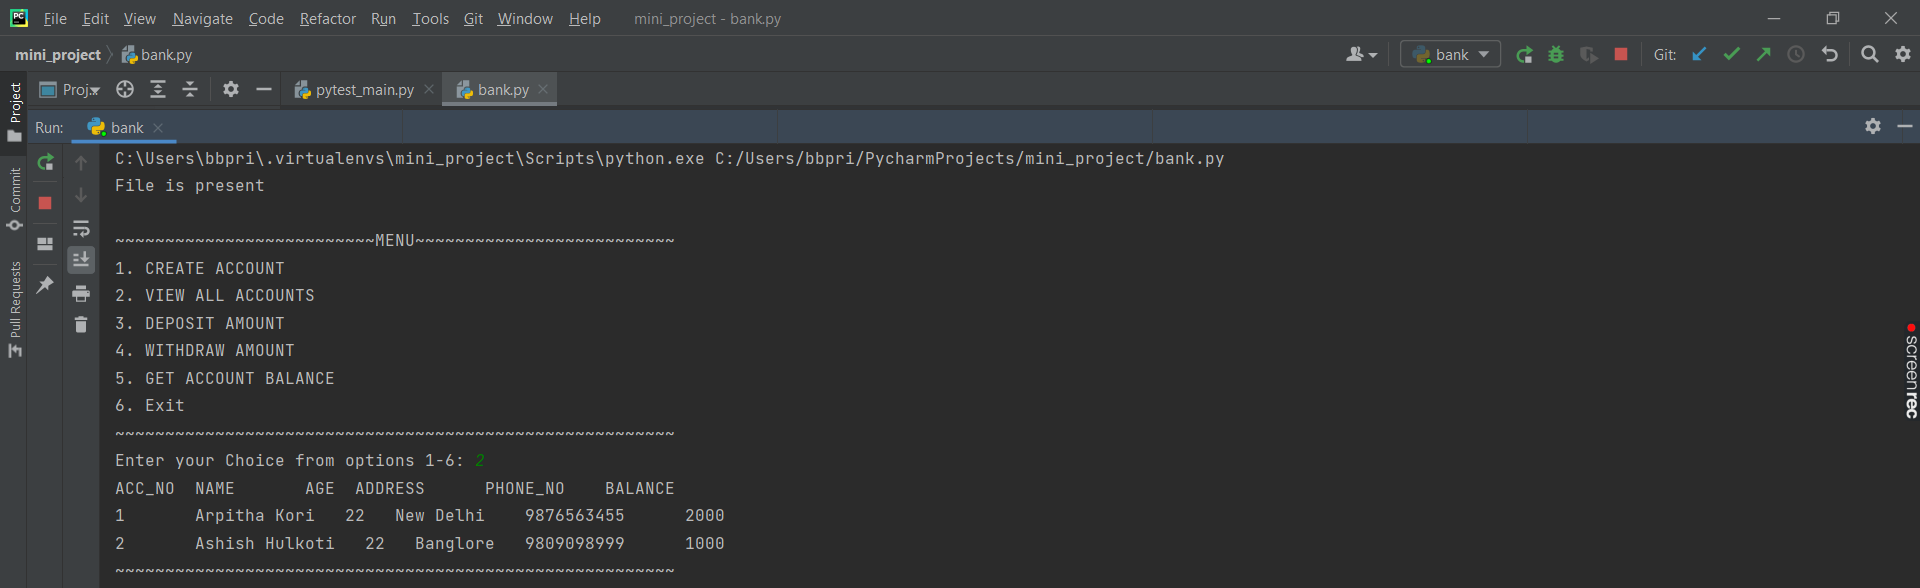 PC File Edit View Navigate Code Refactor Run Tools Git Window Help mini_project - bank.py
mini_project bank.py bank Git:
Project Proj... pytest_main.py bank.py
Run: bank
C:\Users\bbpri\.virtualenvs\mini_project\Scripts\python.exe C:/Users/bbpri/PycharmProjects/mini_project/bank.py
File is present
~~~~~~~~~~~~~~~~~~~~~~~~~~MENU~~~~~~~~~~~~~~~~~~~~~~~~~~
1. CREATE ACCOUNT
2. VIEW ALL ACCOUNTS
3. DEPOSIT AMOUNT
4. WITHDRAW AMOUNT
5. GET ACCOUNT BALANCE
6. Exit
~~~~~~~~~~~~~~~~~~~~~~~~~~~~~~~~~~~~~~~~~~~~~~~~~~~~~~~~
Enter your Choice from options 1-6: 2
ACC_NO  NAME       AGE  ADDRESS      PHONE_NO    BALANCE
1       Arpitha Kori   22   New Delhi    9876563455      2000
2       Ashish Hulkoti   22   Banglore   9809098999      1000
~~~~~~~~~~~~~~~~~~~~~~~~~~~~~~~~~~~~~~~~~~~~~~~~~~~~~~~~
Commit
Pull Requests
screenrec